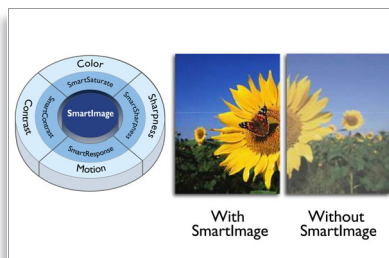 Color
SmartSaturate
Contrast
SmartContrast
SmartImage
SmartSharpness
Sharpness
SmartResponse
Motion
With
SmartImage
Without
SmartImage